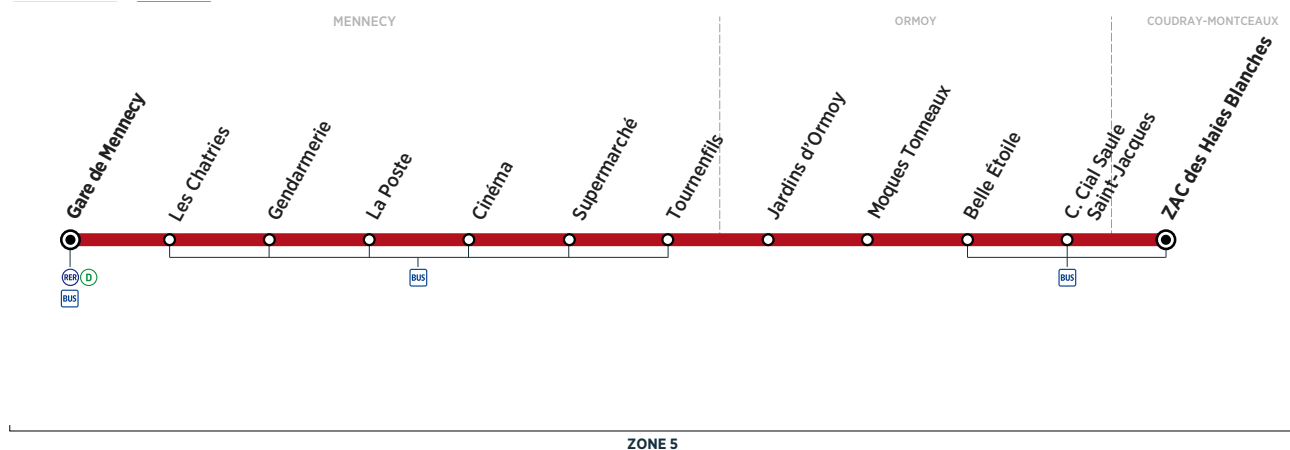 MENNECY
ORMOY
COUDRAY-MONTCEAUX
Gare de Mennecy
Les Chatries
Gendarmerie
La Poste
Cinéma
Supermarché
Tournenfils
Jardins d'Ormoy
Moques Tonneaux
Belle Étoile
C. Cial Saule
Saint-Jacques
ZAC des Haies Blanches
RER D
BUS
BUS
BUS
ZONE 5